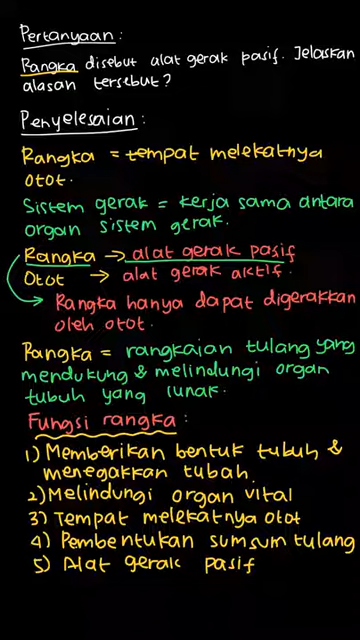 Pertanyaan :
Rangka disebut alat gerak pasif. Jelaskan
alasan tersebut?
Penyelesaian :
Rangka = tempat melekatnya
otot.
Sistem gerak = kerja sama antara
organ sistem gerak.
Rangka → alat gerak pasif
Otot → alat gerak aktif.
Rangka hanya dapat digerakkan
oleh otot.
Rangka = rangkaian tulang yang
mendukung & melindungi organ
tubuh yang lunak.
Fungsi rangka :
1) Memberikan bentuk tubuh &
menegakkan tubah.
2) Melindungi organ vital
3) Tempat melekatnya otot
4) Pembentukan sumsum tulang
5) Alat gerak pasif